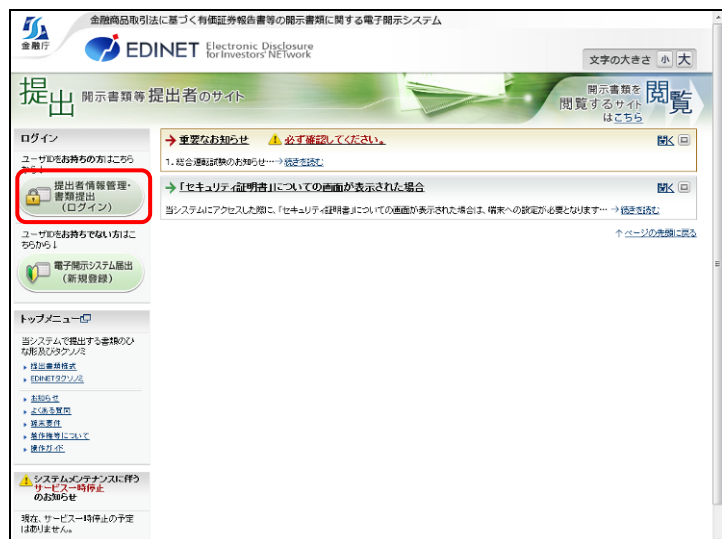 金融商品取引法に基づく有価証券報告書等の開示書類に関する電子開示システム
金融庁
EDINET Electronic Disclosure
for Investors' NETwork
文字の大きさ 小 大
提出 開示書類等提出者のサイト
開示書類を
閲覧するサイト
はこちら
閲覧
ログイン
ユーザIDをお持ちの方はこちら
から↓
提出者情報管理・
書類提出
(ログイン)
ユーザIDをお持ちでない方はこ
ちらから↓
電子開示システム届出
(新規登録)
トップメニュー
当システムで提出する書類のひ
な形及びタクソノミ
提出書類様式
EDINETタクソノミ
お知らせ
よくある質問
端末要件
著作権等について
操作ガイド
システムメンテナンスに伴う
サービス一時停止
のお知らせ
現在、サービス一時停止の予定
はありません。
重要なお知らせ 必ず確認してください。
開く
1.総合運転試験のお知らせ…→続きを読む
「セキュリティ証明書」についての画面が表示された場合
開く
当システムにアクセスした際に、「セキュリティ証明書」についての画面が表示された場合は、端末への設定が必要となります…→続きを読む
↑ページの先頭に戻る